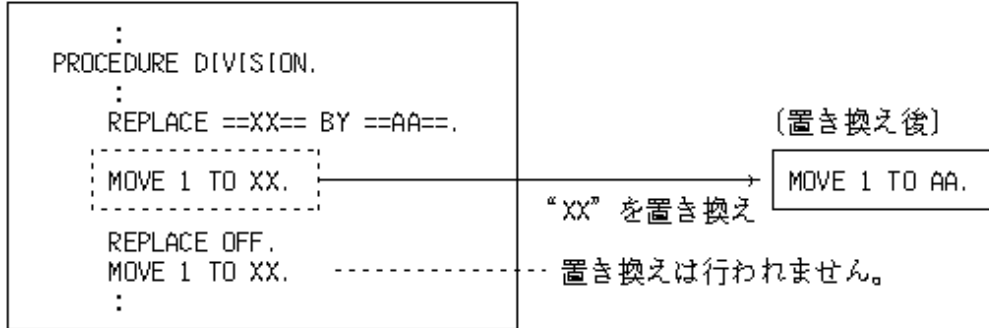 :
PROCEDURE DIVISION.
:
REPLACE ==XX== BY ==AA==.
[置き換え後]
MOVE 1 TO XX.
MOVE 1 TO AA.
“XX”を置き換え
REPLACE OFF.
MOVE 1 TO XX.
置き換えは行われません。
: